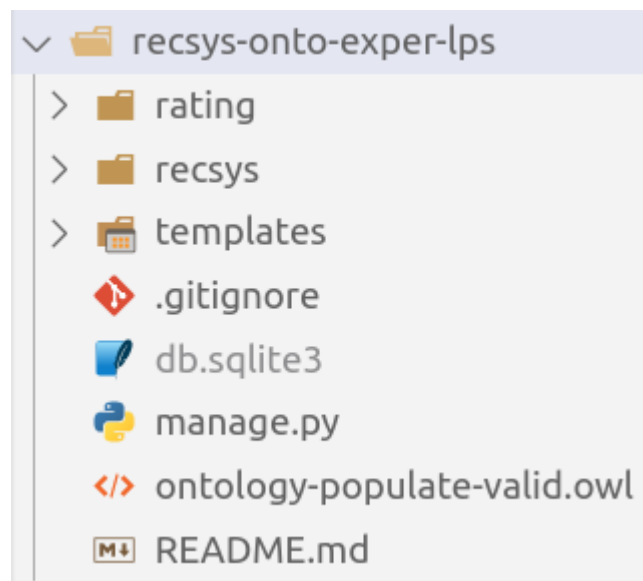 recsys-onto-exper-lps
rating
recsys
templates
.gitignore
db.sqlite3
manage.py
ontology-populate-valid.owl
README.md